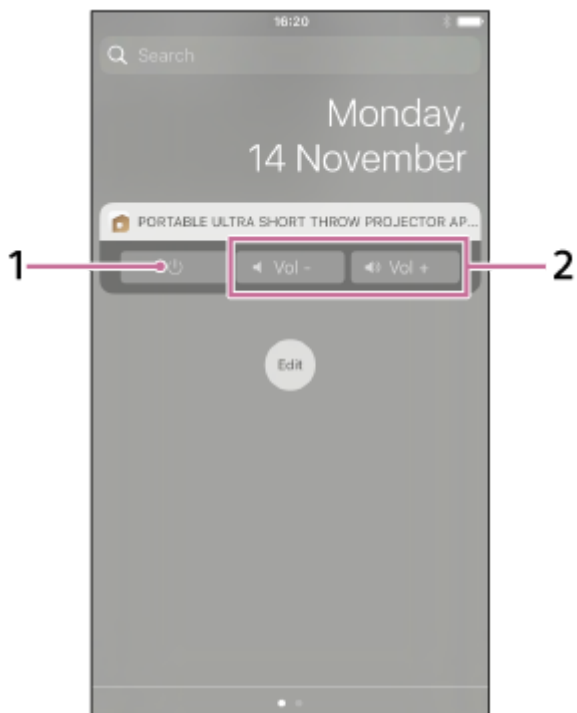 16:20
Search
Monday,
14 November
PORTABLE ULTRA SHORT THROW PROJECTOR AP...
1
Vol - Vol +
2
Edit